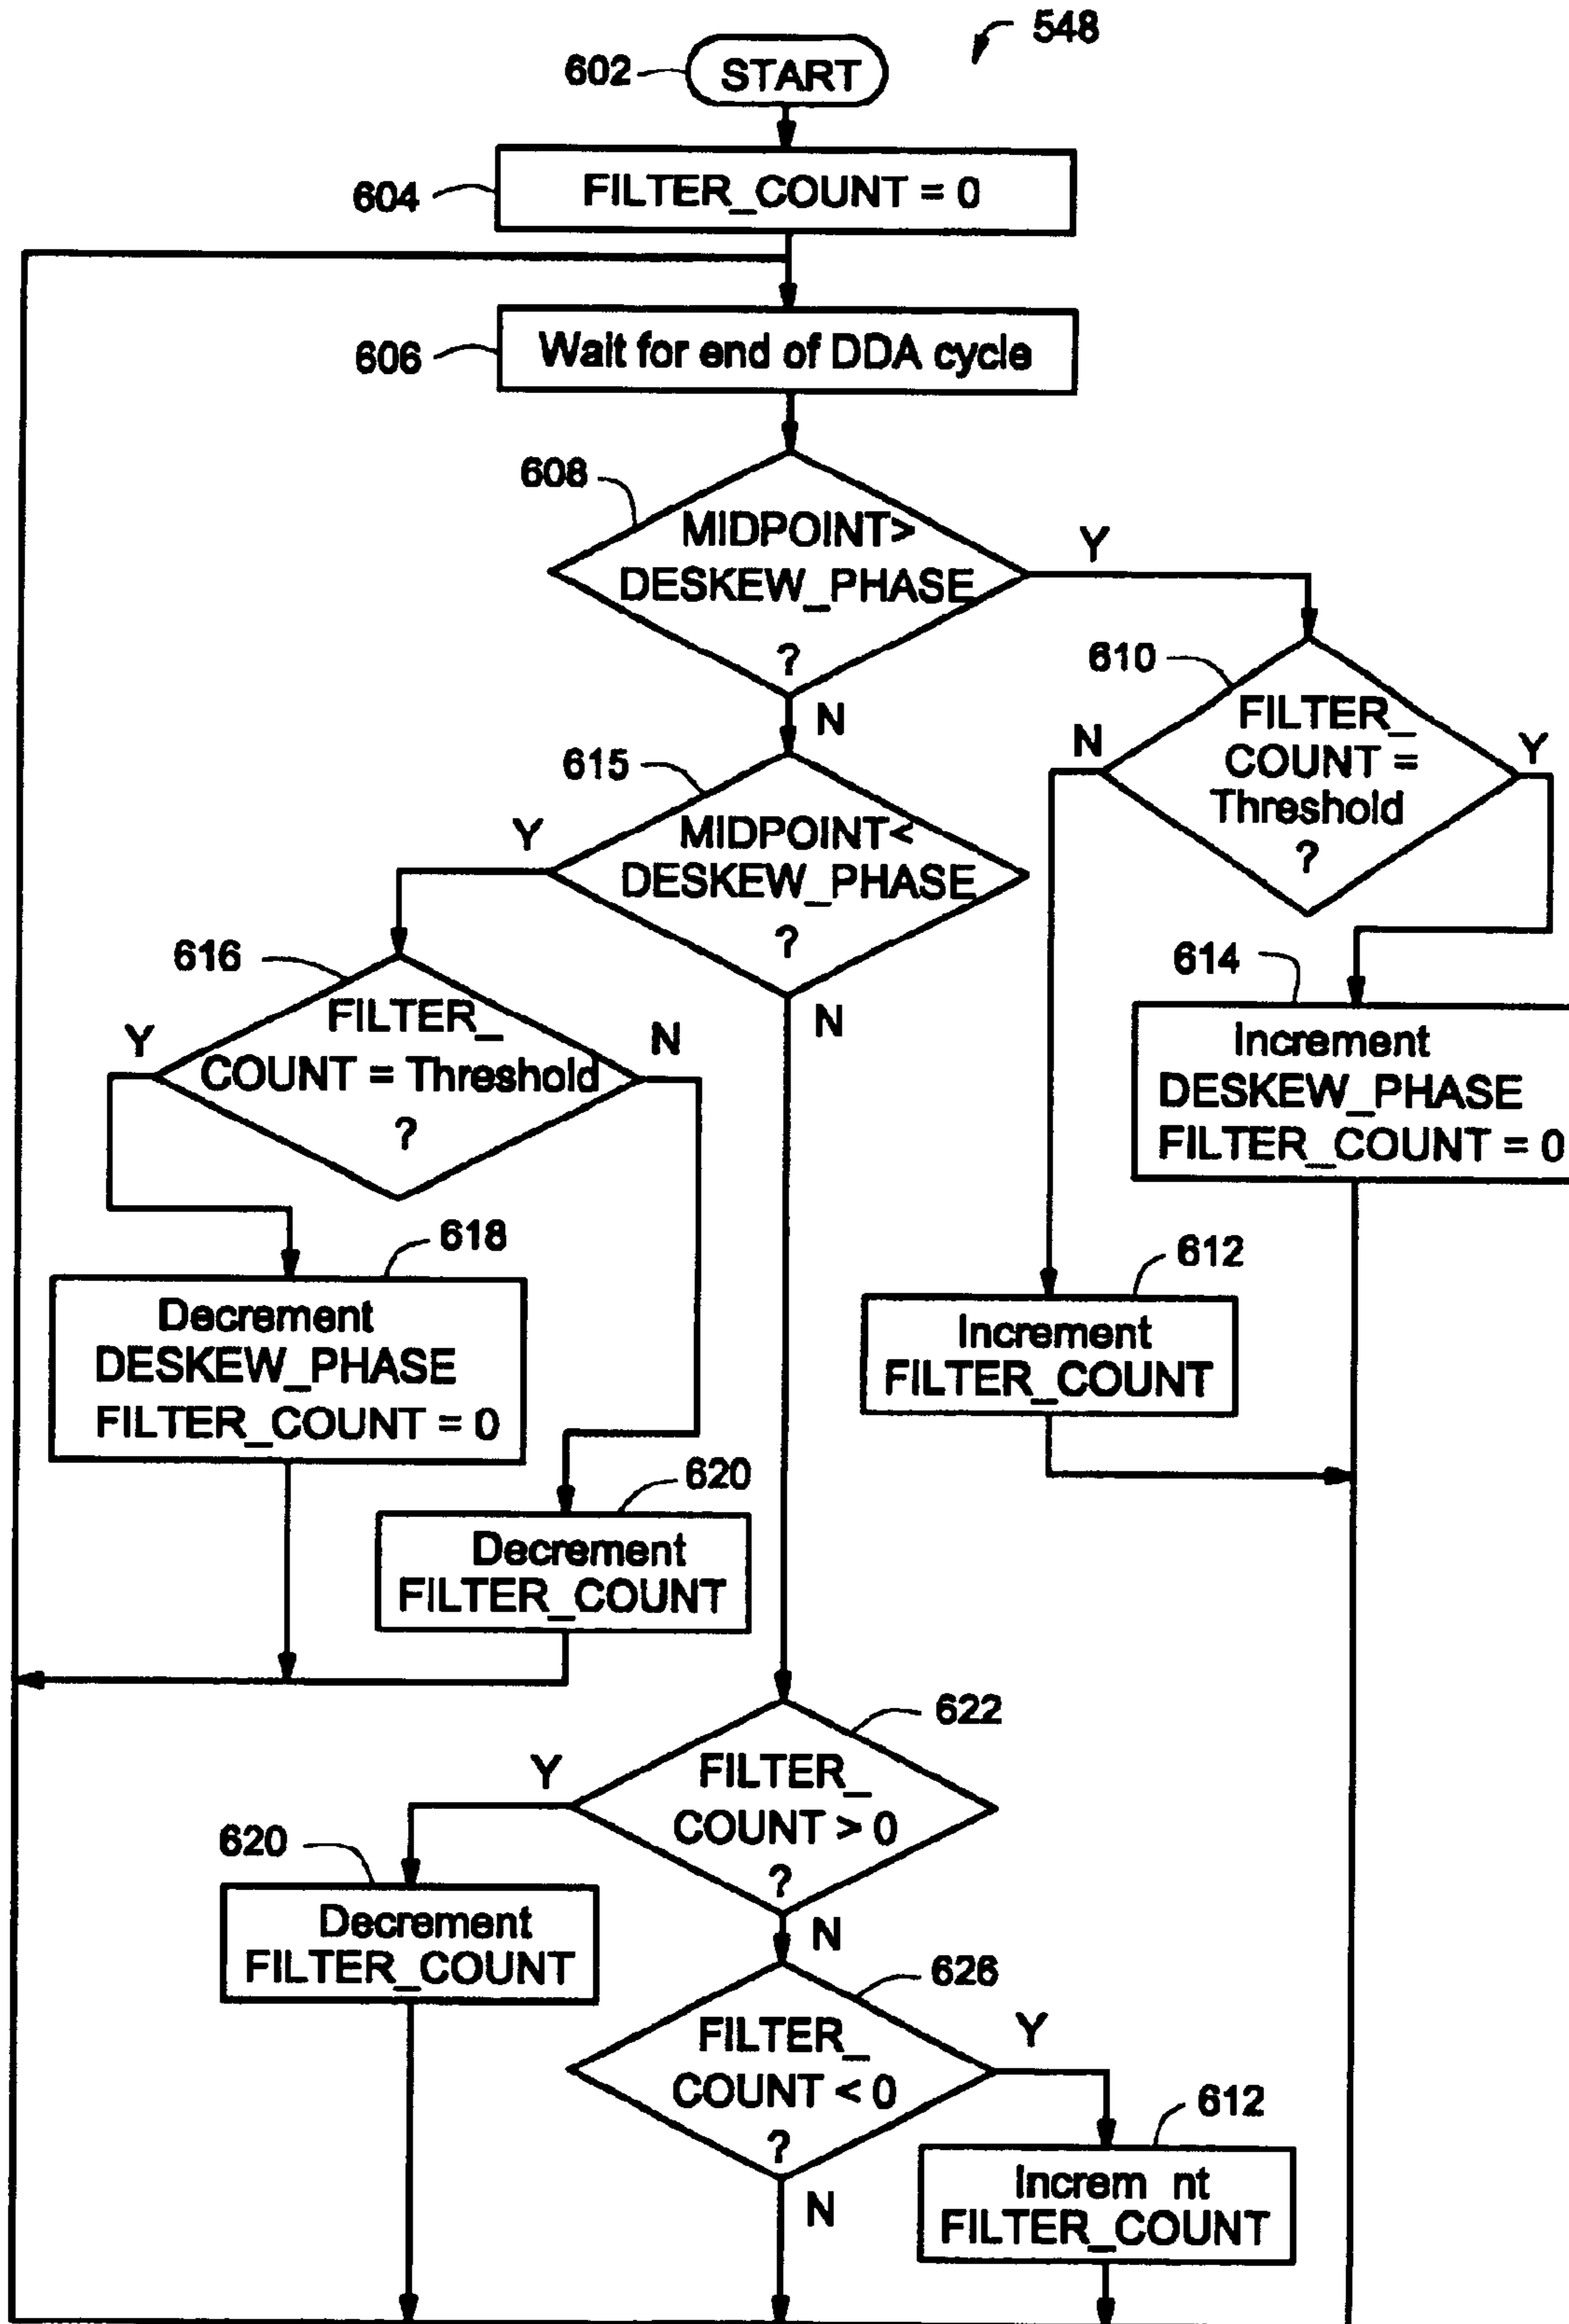 548
602
START
604
FILTER_COUNT = 0
606
Wait for end of DDA cycle
608
MIDPOINT>
DESKEW_PHASE
?
Y
N
610
FILTER_
COUNT =
Threshold
?
N
Y
615
MIDPOINT<
DESKEW_PHASE
?
Y
N
616
FILTER_
COUNT = Threshold
?
Y
N
614
Increment
DESKEW_PHASE
FILTER_COUNT = 0
618
Decrement
DESKEW_PHASE
FILTER_COUNT = 0
612
Increment
FILTER_COUNT
620
Decrement
FILTER_COUNT
622
FILTER_
COUNT > 0
?
Y
N
620
Decrement
FILTER_COUNT
626
FILTER_
COUNT < 0
?
Y
N
612
Increm nt
FILTER_COUNT